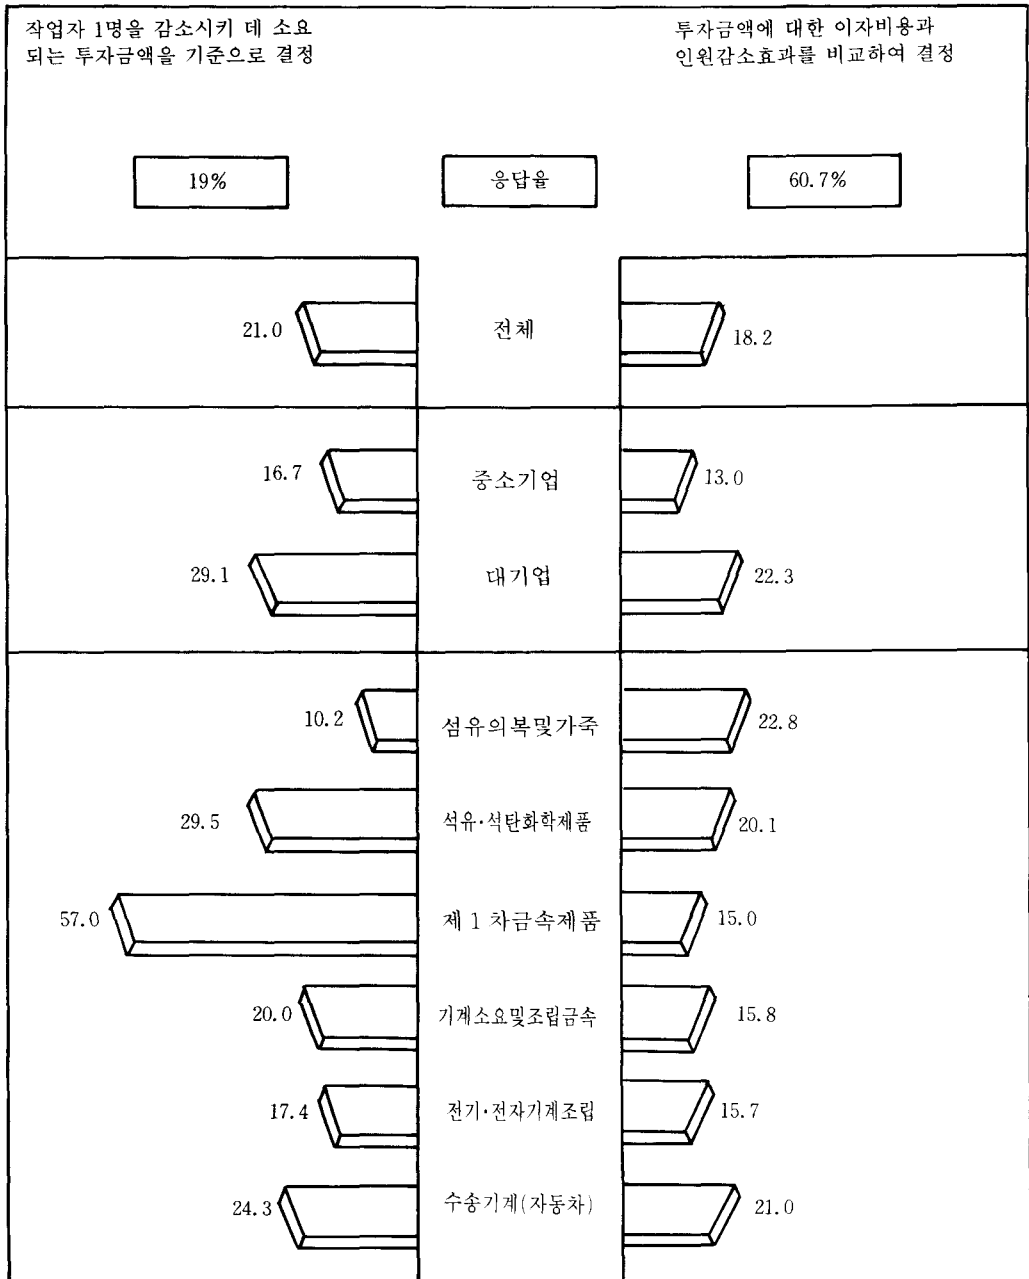 작업자 1명을 감소시키 데 소요
되는 투자금액을 기준으로 결정
투자금액에 대한 이자비용과
인원감소효과를 비교하여 결정
19% 응답율 60.7%
21.0 전체 18.2
16.7 중소기업 13.0
29.1 대기업 22.3
10.2 섬유의복및가죽 22.8
29.5 석유·석탄화학제품 20.1
57.0 제1차금속제품 15.0
20.0 기계소요및조립금속 15.8
17.4 전기·전자기계조립 15.7
24.3 수송기계(자동차) 21.0